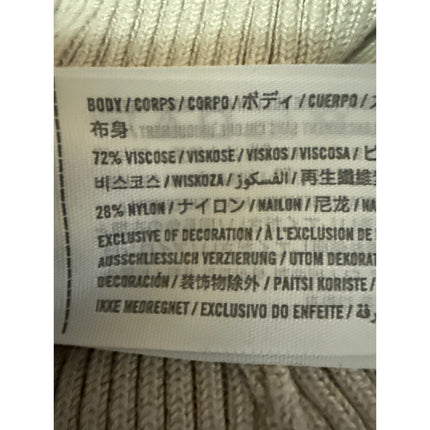 BODY / CORPS / CORPO / ボディ / CUERPO /
布身
72% VISCOSE / VISKOSE / VISKOS / VISCOSA / ビ
비스코스 / WISKOZA / الفسكوز / 再生纖維
28% NYLON / ナイロン / NAILON / 尼龙 / NA
EXCLUSIVE OF DECORATION / À L'EXCLUSION DE
AUSSCHLIESSLICH VERZIERUNG / UTOM DEKORAT
DECORACIÓN / 装饰物除外 / PAITSI KORISTE /
IKKE MEDREGNET / EXCLUSIVO DO ENFEITE /